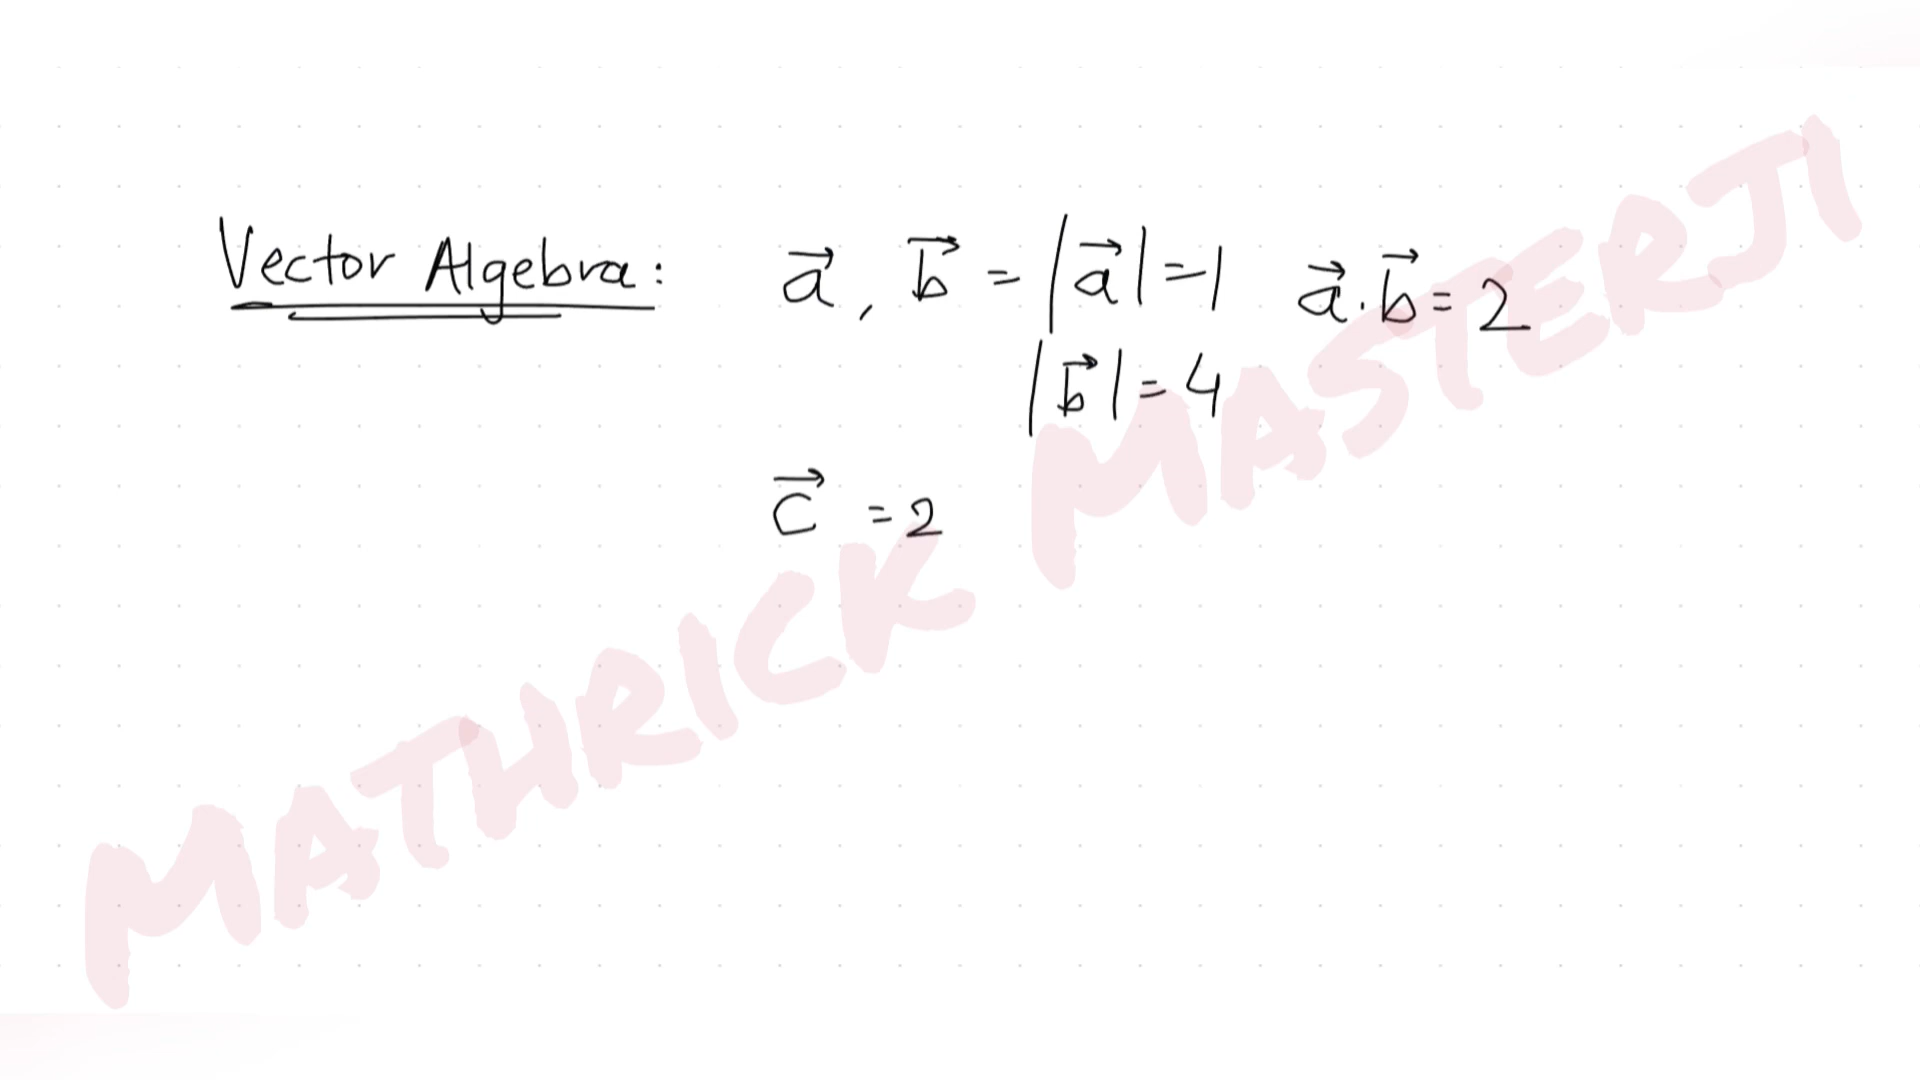 Vector Algebra: a⃗, b⃗ = |a⃗| = 1 a⃗.b⃗ = 2
|b⃗| = 4
c⃗ = 2
MATHRICK MASTERJI